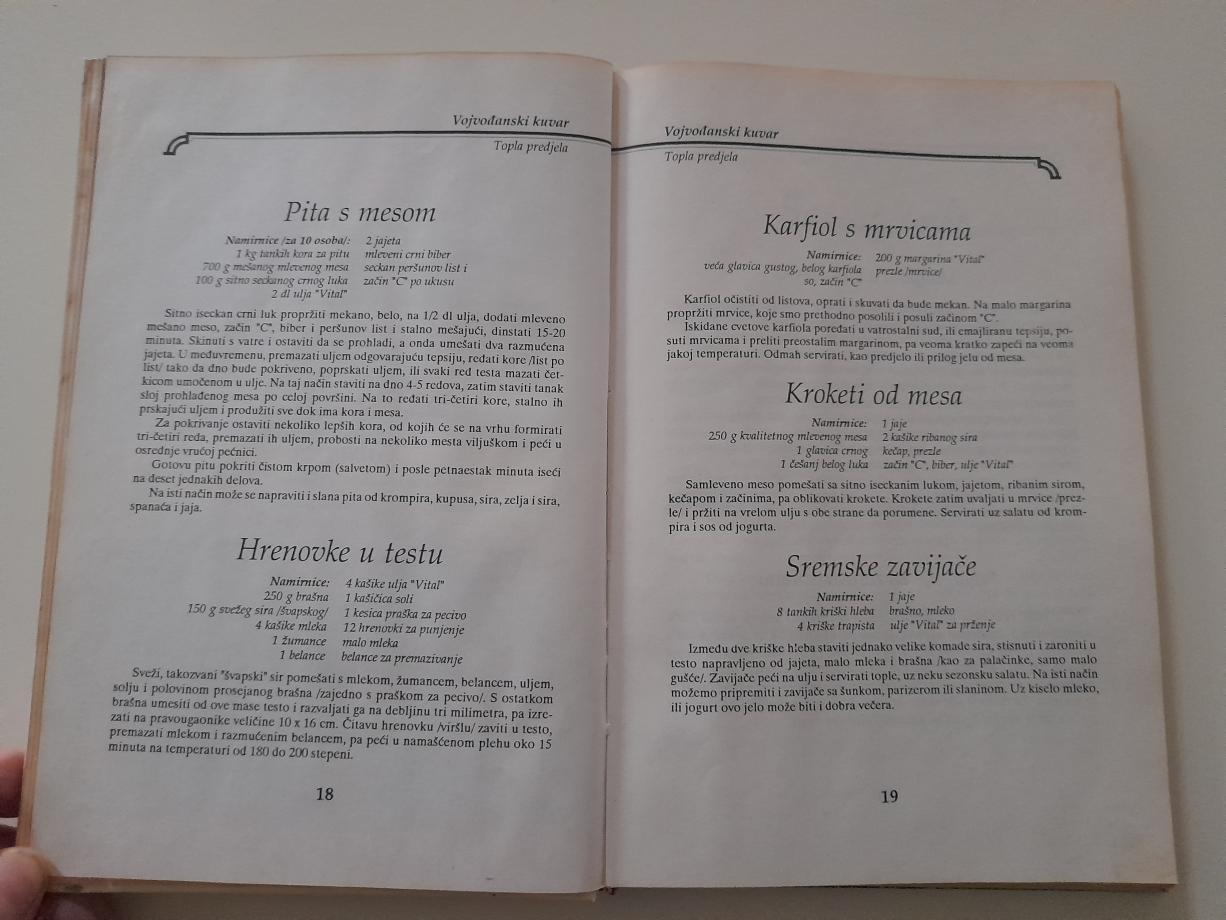 Vojvođanski kuvar
Topla predjela
Pita s mesom
Namirnice /za 10 osoba/:
1 kg tankih kora za pitu
700 g mešanog mlevenog mesa
100 g sitno seckanog crnog luka
2 dl ulja "Vital"
2 jajeta
mleveni crni biber
seckan peršunov list i
začin "C" po ukusu
Sitno iseckan crni luk propržiti mekano, belo, na 1/2 dl ulja, dodati mleveno
mešano meso, začin "C", biber i peršunov list i stalno mešajući, dinstati 15-20
minuta. Skinuti s vatre i ostaviti da se prohladi, a onda umešati dva razmućena
jajeta. U međuvremenu, premazati uljem odgovarajuću tepsiju, ređati kore /list po
list/ tako da dno bude pokriveno, poprskati uljem, ili svaki red testa mazati čet-
kicom umočenom u ulje. Na taj način staviti na dno 4-5 redova, zatim staviti tanak
sloj prohlađenog mesa po celoj površini. Na to ređati tri-četiri kore, stalno ih
prskajući uljem i produžiti sve dok ima kora i mesa.
Za pokrivanje ostaviti nekoliko lepših kora, od kojih će se na vrhu formirati
tri-četiri reda, premazati ih uljem, probosti na nekoliko mesta viljuškom i peći u
osrednje vrućoj pećnici.
Gotovu pitu pokriti čistom krpom (salvetom) i posle petnaestak minuta iseći
na deset jednakih delova.
Na isti način može se napraviti i slana pita od krompira, kupusa, sira, zelja i sira,
spanaća i jaja.
Hrenovke u testu
Namirnice:
250 g brašna
150 g svežeg sira /švapskog/
4 kašike mleka
1 žumance
1 belance
4 kašike ulja "Vital"
1 kašičica soli
1 kesica praška za pecivo
12 hrenovki za punjenje
malo mleka
belance za premazivanje
Sveži, takozvani "švapski" sir pomešati s mlekom, žumancem, belancem, uljem,
solju i polovinom prosejanog brašna /zajedno s praškom za pecivo/. S ostatkom
brašna umesiti od ove mase testo i razvaljati ga na debljinu tri milimetra, pa izre-
zati na pravougaonike veličine 10 x 16 cm. Čitavu hrenovku /viršlu/ zaviti u testo,
premazati mlekom i razmućenim belancem, pa peći u namašćenom plehu oko 15
minuta na temperaturi od 180 do 200 stepeni.
18
Vojvođanski kuvar
Topla predjela
Karfiol s mrvicama
Namirnice:
veća glavica gustog, belog karfiola
so, začin "C"
200 g margarina "Vital"
prezle /mrvice/
Karfiol očistiti od listova, oprati i skuvati da bude mekan. Na malo margarina
propržiti mrvice, koje smo prethodno posolili i posuli začinom "C".
Iskidane cvetove karfiola poređati u vatrostalni sud, ili emajliranu tepsiju, po-
suti mrvicama i preliti preostalim margarinom, pa veoma kratko zapeći na veoma
jakoj temperaturi. Odmah servirati, kao predjelo ili prilog jelu od mesa.
Kroketi od mesa
Namirnice:
250 g kvalitetnog mlevenog mesa
1 glavica crnog
1 češanj belog luka
1 jaje
2 kašike ribanog sira
kečap, prezle
začin "C", biber, ulje "Vital"
Samleveno meso pomešati sa sitno iseckanim lukom, jajetom, ribanim sirom,
kečapom i začinima, pa oblikovati krokete. Krokete zatim uvaljati u mrvice /prez-
le/ i pržiti na vrelom ulju s obe strane da porumene. Servirati uz salatu od krom-
pira i sos od jogurta.
Sremske zavijače
Namirnice:
8 tankih kriški hleba
4 kriške trapista
1 jaje
brašno, mleko
ulje "Vital" za prženje
Između dve kriške hleba staviti jednako velike komade sira, stisnuti i zaroniti u
testo napravljeno od jajeta, malo mleka i brašna /kao za palačinke, samo malo
gušće/. Zavijače peći na ulju i servirati tople, uz neku sezonsku salatu. Na isti način
možemo pripremiti i zavijače sa šunkom, parizerom ili slaninom. Uz kiselo mleko,
ili jogurt ovo jelo može biti i dobra večera.
19